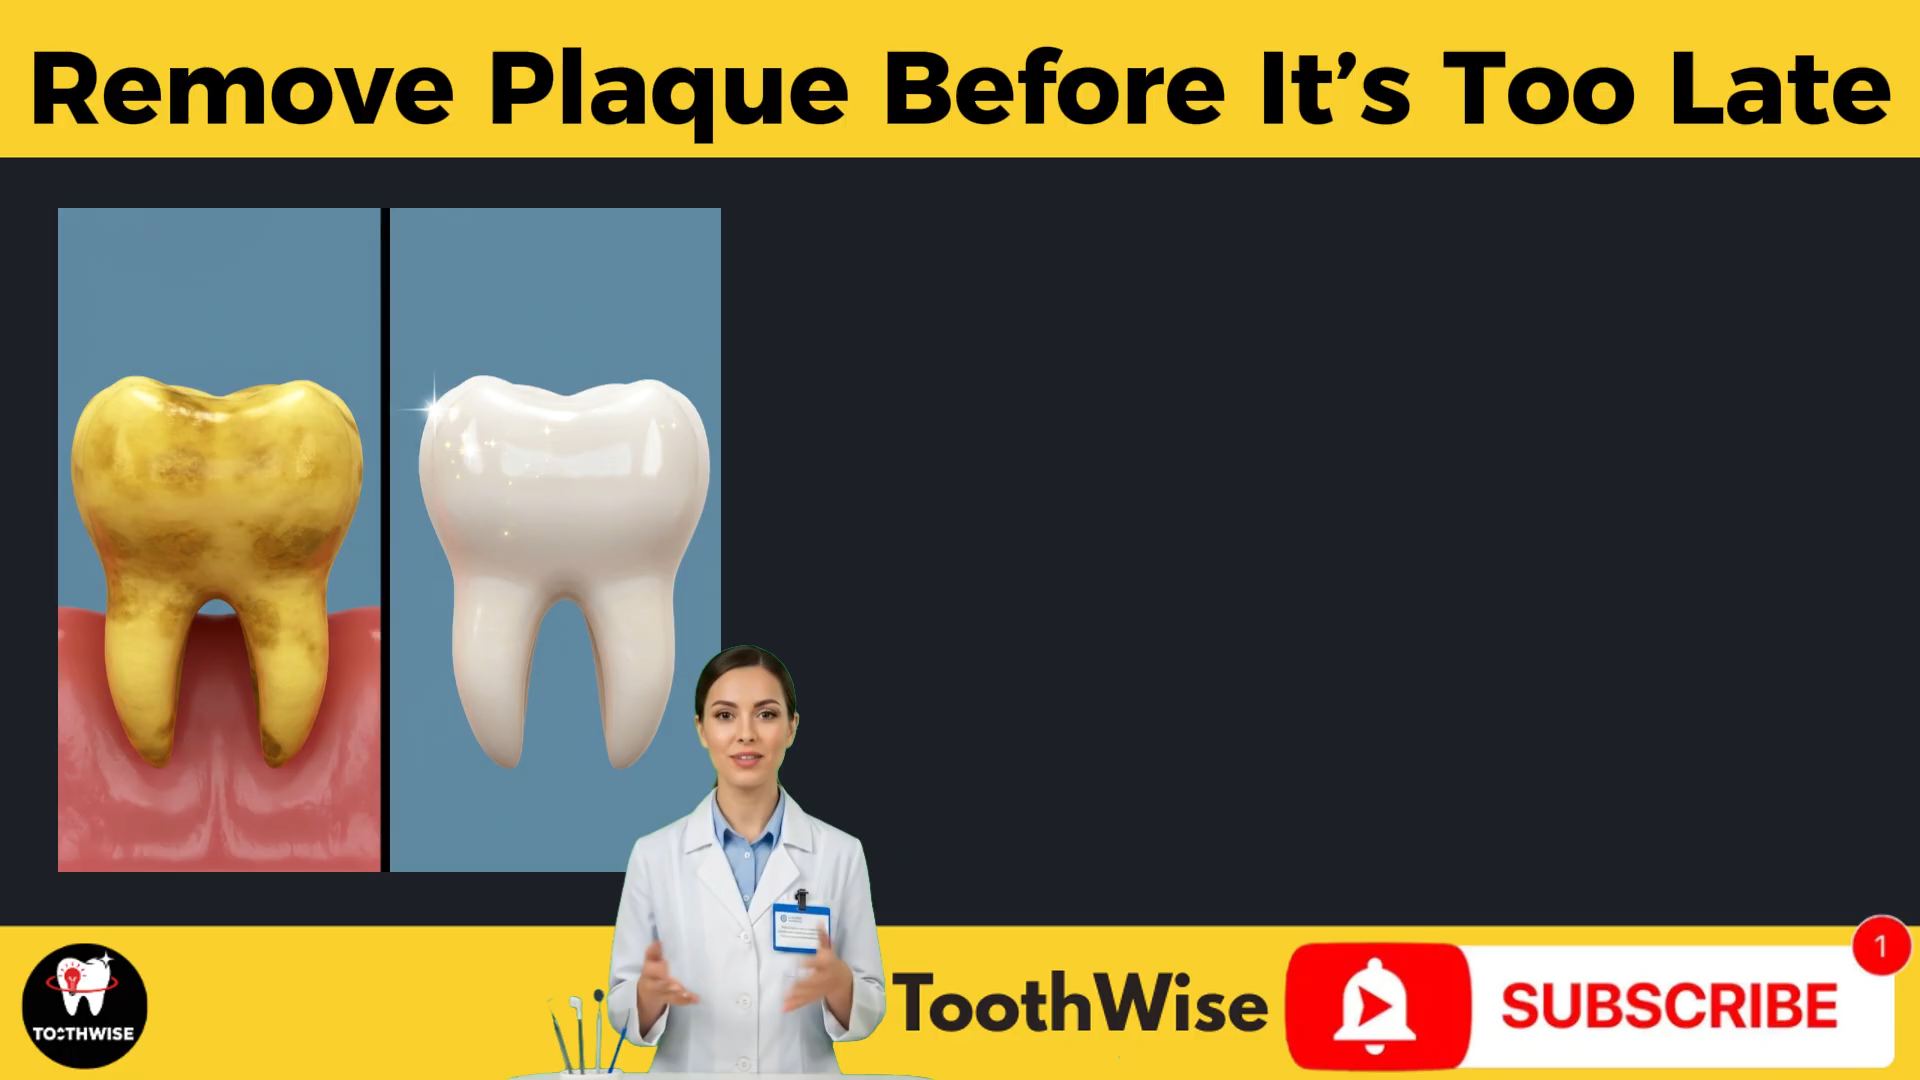 Remove Plaque Before It's Too Late
TOOTHWISE
ToothWise
SUBSCRIBE
1